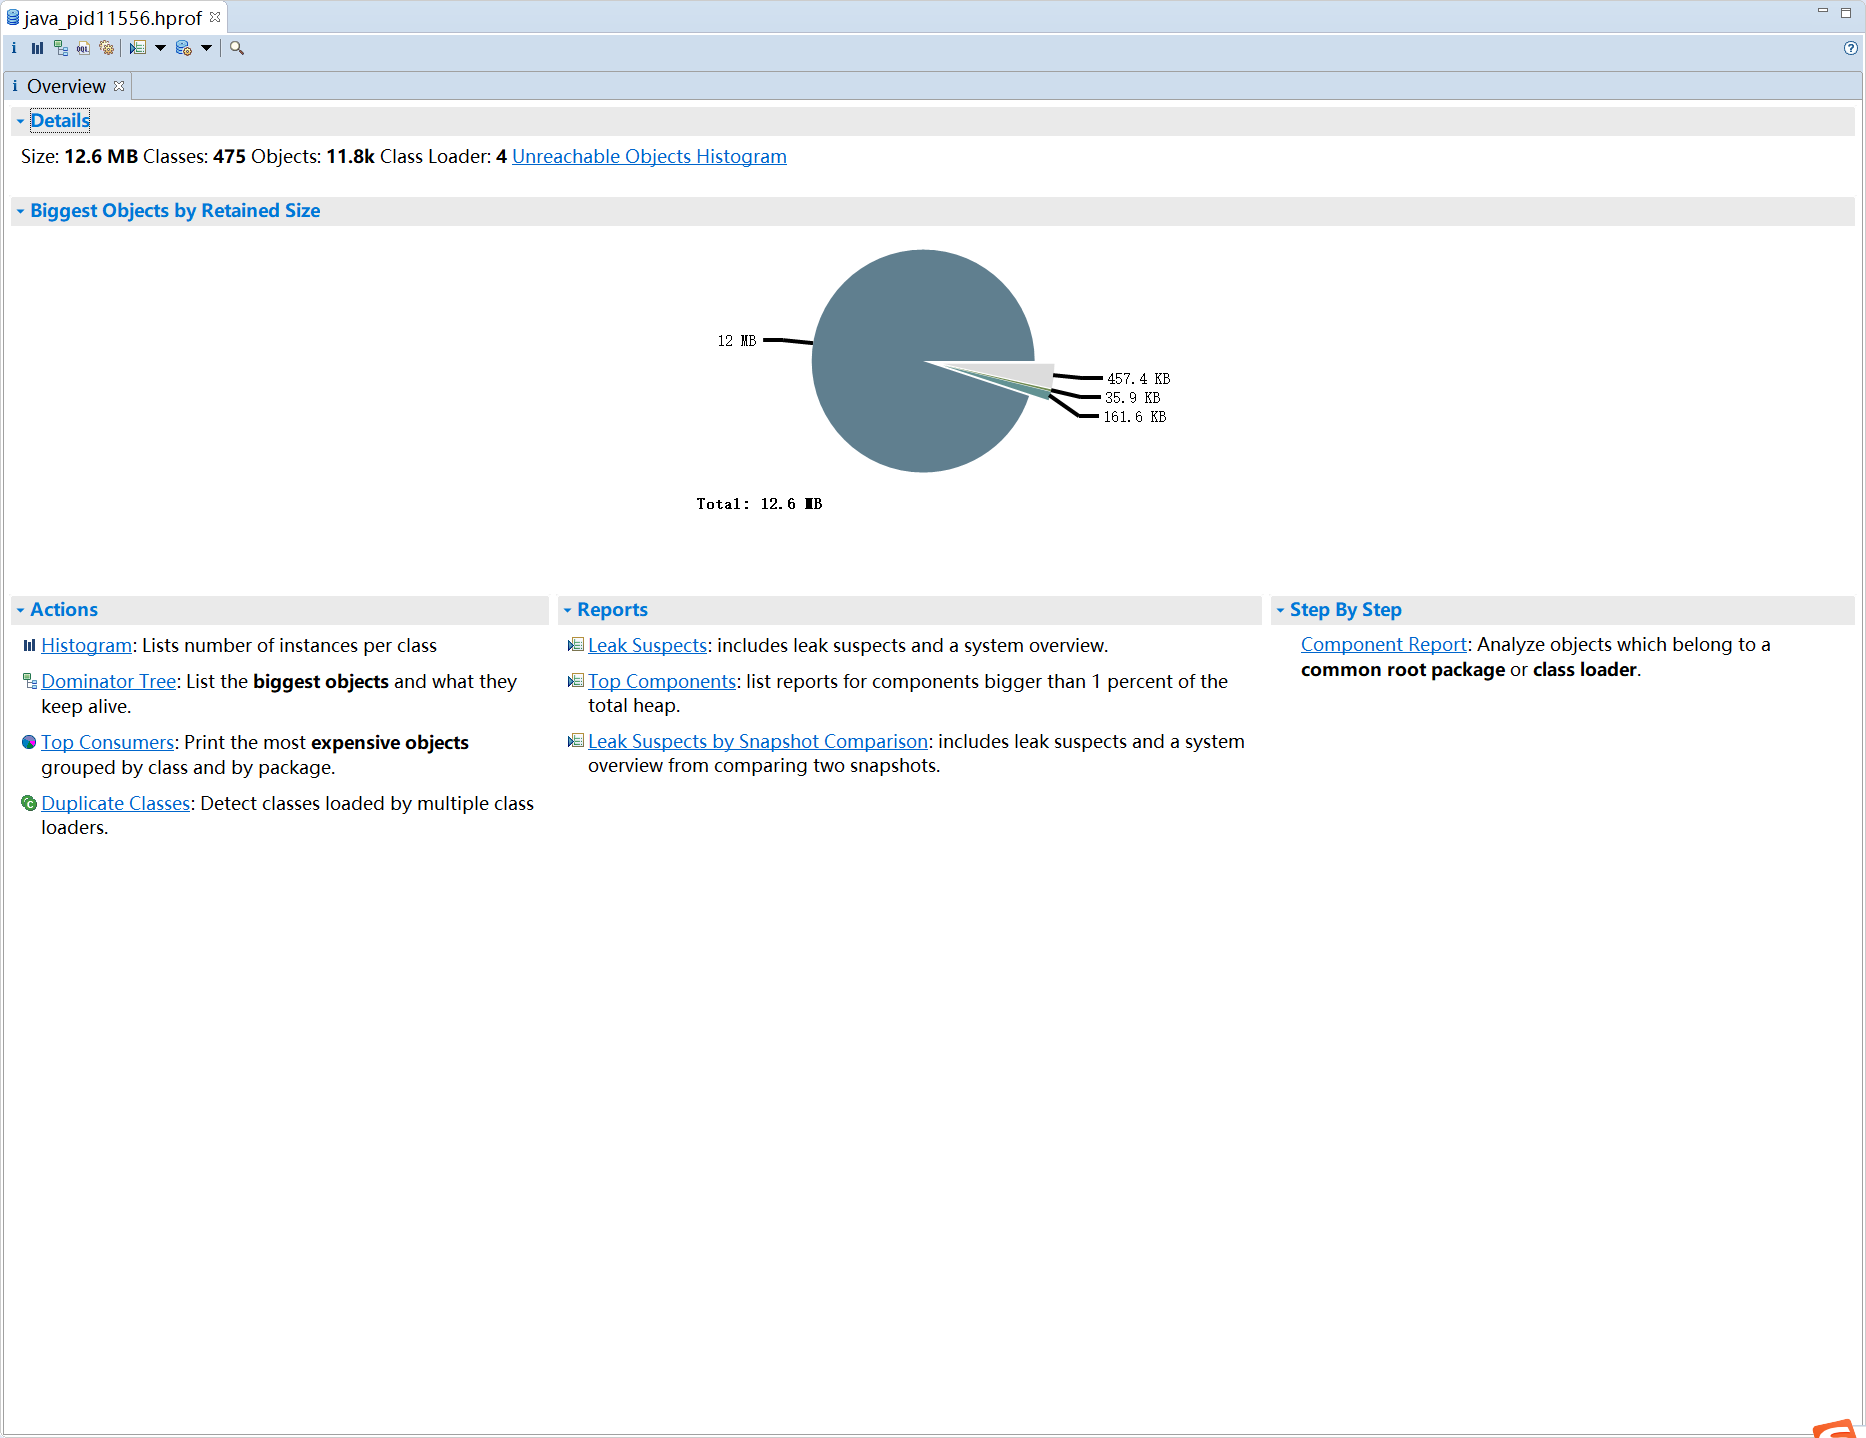 java_pid11556.hprof
Overview
Details
Size: 12.6 MB Classes: 475 Objects: 11.8k Class Loader: 4 Unreachable Objects Histogram
Biggest Objects by Retained Size
12 MB
457.4 KB
35.9 KB
161.6 KB
Total: 12.6 MB
Actions
Histogram: Lists number of instances per class
Dominator Tree: List the biggest objects and what they
keep alive.
Top Consumers: Print the most expensive objects
grouped by class and by package.
Duplicate Classes: Detect classes loaded by multiple class
loaders.
Reports
Leak Suspects: includes leak suspects and a system overview.
Top Components: list reports for components bigger than 1 percent of the
total heap.
Leak Suspects by Snapshot Comparison: includes leak suspects and a system
overview from comparing two snapshots.
Step By Step
Component Report: Analyze objects which belong to a
common root package or class loader.